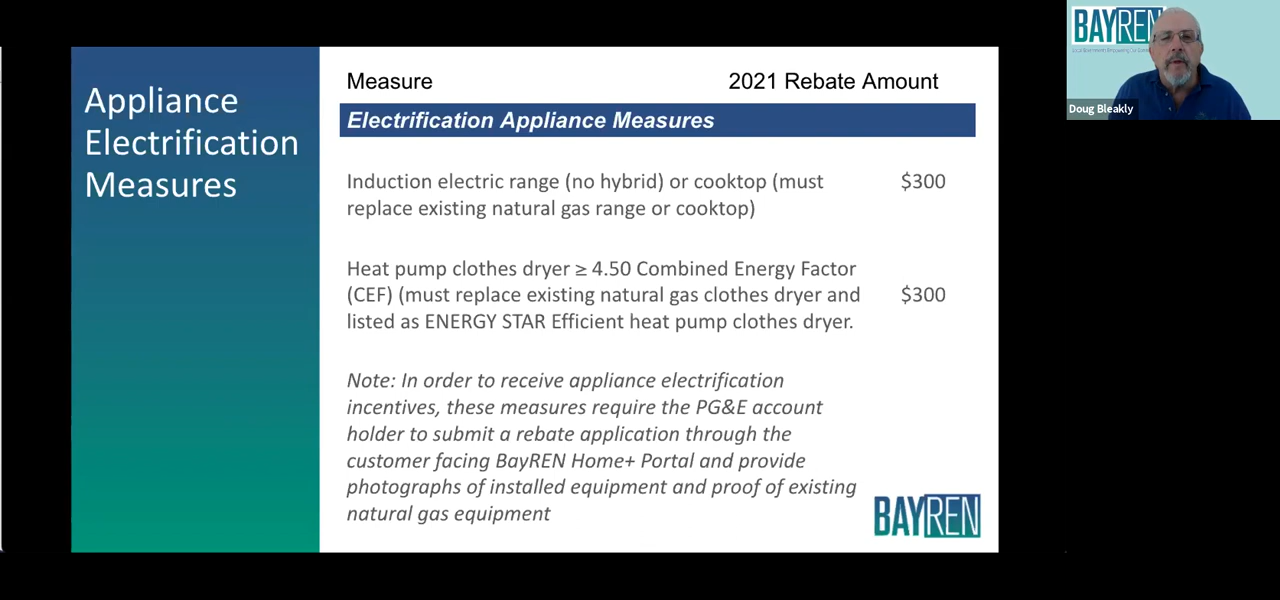 Appliance
Electrification
Measures
Measure 2021 Rebate Amount
Electrification Appliance Measures
Induction electric range (no hybrid) or cooktop (must $300
replace existing natural gas range or cooktop)
Heat pump clothes dryer ≥ 4.50 Combined Energy Factor
(CEF) (must replace existing natural gas clothes dryer and $300
listed as ENERGY STAR Efficient heat pump clothes dryer.
Note: In order to receive appliance electrification
incentives, these measures require the PG&E account
holder to submit a rebate application through the
customer facing BayREN Home+ Portal and provide
photographs of installed equipment and proof of existing
natural gas equipment
BAYREN
BAYREN
Doug Bleakly